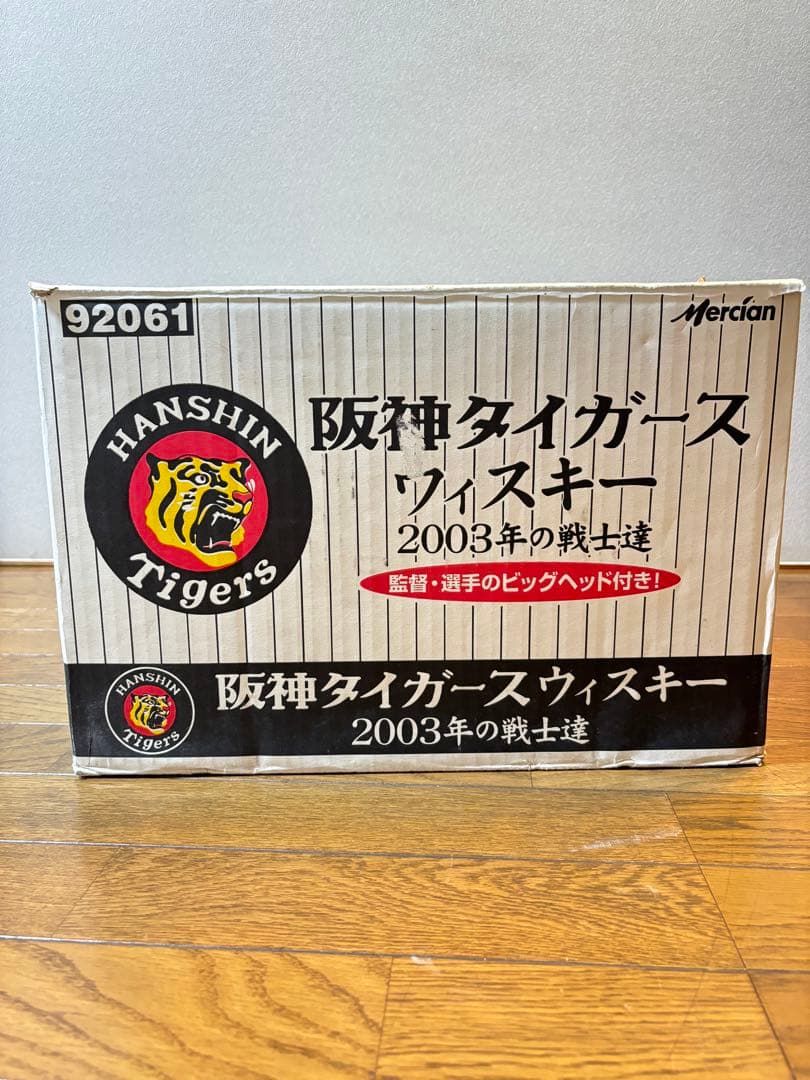 92061
Mercian
HANSHIN
Tigers
阪神タイガース
ウィスキー
2003年の戦士達
監督・選手のビッグヘッド付き!
HANSHIN
Tigers
阪神タイガースウィスキー
2003年の戦士達